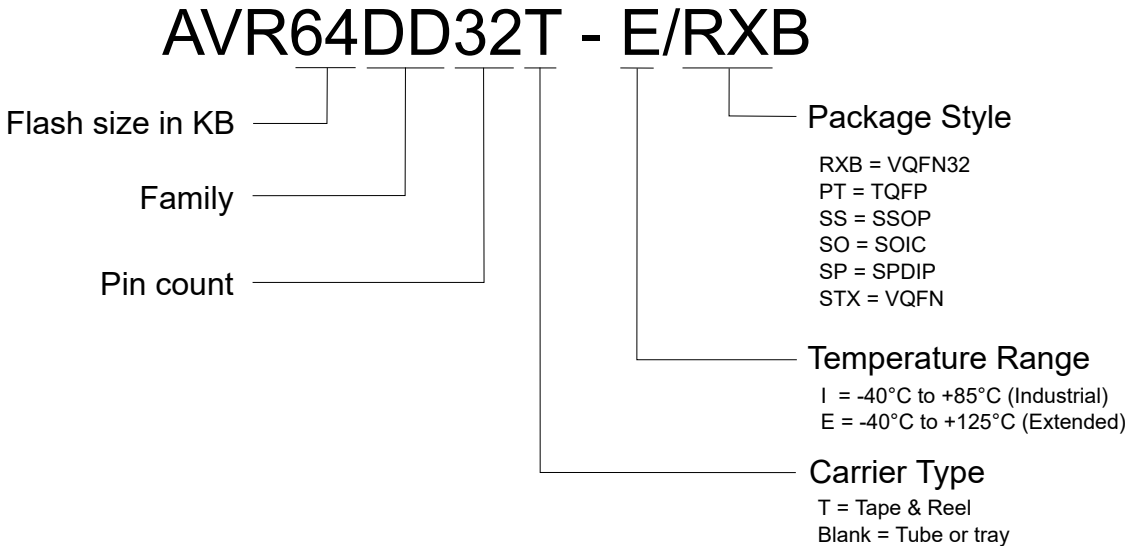 AVR64DD32T - E/RXB
Flash size in KB
Family
Pin count
Package Style
RXB = VQFN32
PT = TQFP
SS = SSOP
SO = SOIC
SP = SPDIP
STX = VQFN
Temperature Range
I = -40°C to +85°C (Industrial)
E = -40°C to +125°C (Extended)
Carrier Type
T = Tape & Reel
Blank = Tube or tray